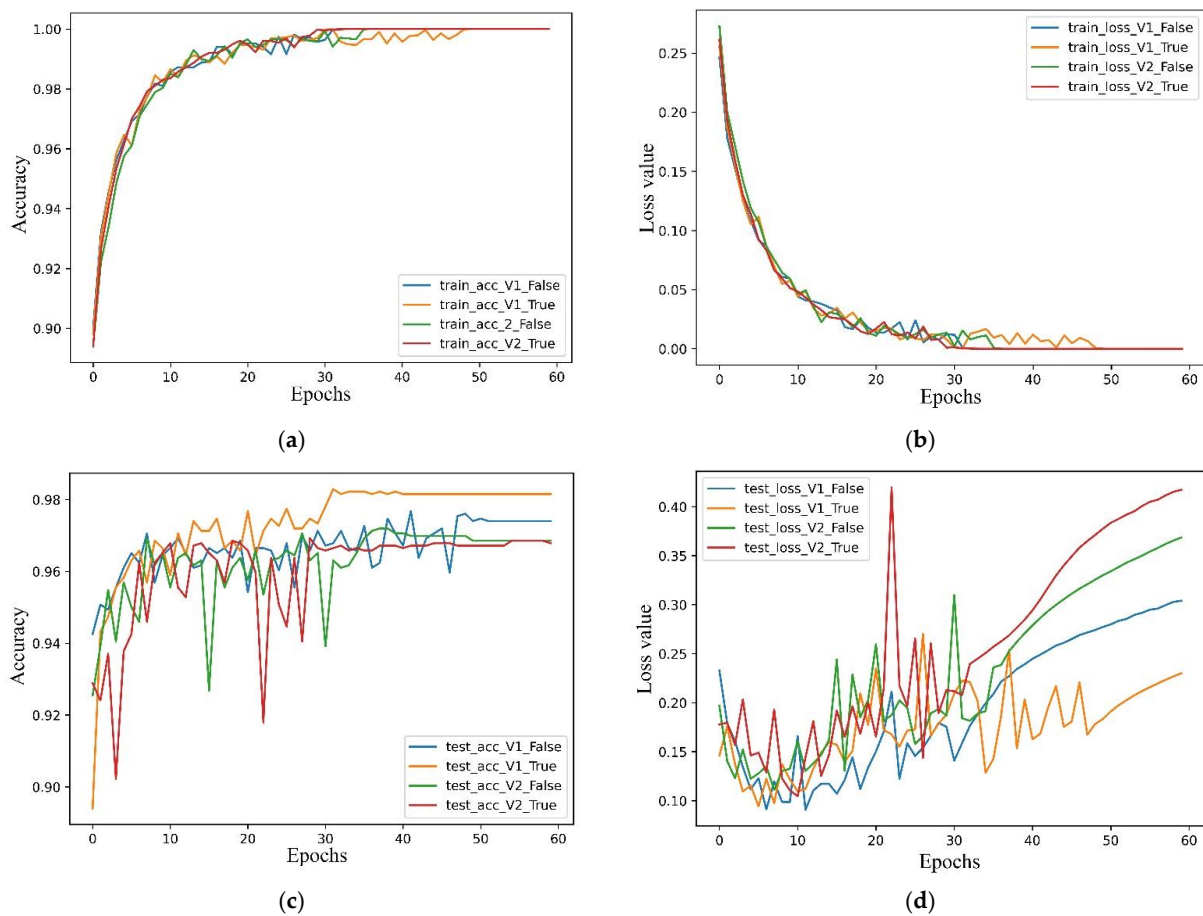 1.00
0.98
0.96
0.94
0.92
0.90
Accuracy
train_acc_V1_False
train_acc_V1_True
train_acc_2_False
train_acc_V2_True
0 10 20 30 40 50 60
Epochs
(a)
0.25
0.20
0.15
0.10
0.05
0.00
Loss value
train_loss_V1_False
train_loss_V1_True
train_loss_V2_False
train_loss_V2_True
0 10 20 30 40 50 60
Epochs
(b)
0.98
0.96
0.94
0.92
0.90
Accuracy
test_acc_V1_False
test_acc_V1_True
test_acc_V2_False
test_acc_V2_True
0 10 20 30 40 50 60
Epochs
(c)
0.40
0.35
0.30
0.25
0.20
0.15
0.10
Loss value
test_loss_V1_False
test_loss_V1_True
test_loss_V2_False
test_loss_V2_True
0 10 20 30 40 50 60
Epochs
(d)